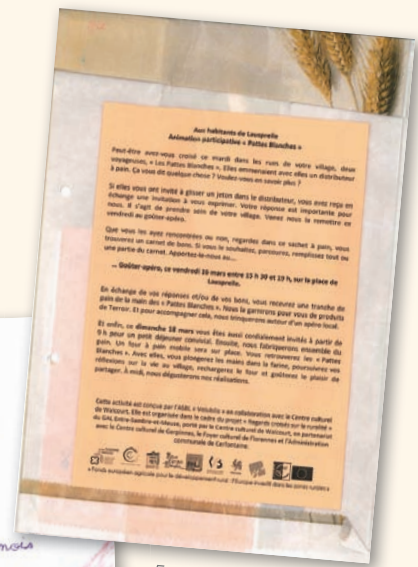 Aux habitants de Lausprelle
Animation participative « Pattes Blanches »
Peut-être avez-vous croisé ce mardi dans les rues de votre village, deux
voyageuses, « Les Pattes Blanches ». Elles emmenaient avec elles un distributeur
à pain. Ça vous dit quelque chose ? Voulez-vous en savoir plus ?
Si elles vous ont invité à glisser un jeton dans le distributeur, vous avez reçu en
échange une invitation à vous exprimer. Votre réponse est importante pour
nous. Il s'agit de prendre soin de votre village. Venez nous le remettre ce
vendredi au goûter-opéra.
Que vous les ayez rencontrées ou non, regardez dans ce sachet à pain, vous
trouverez un carnet de bons. Si vous le souhaitez, parcourez, remplissez tout ou
une partie du carnet. Apportez-le-nous au...
... Goûter-opéra, ce vendredi 16 mars entre 15 h 30 et 19 h, sur la place de
Lausprelle.
En échange de vos réponses et/ou de vos bons, vous recevrez une tranche de
pain de la main des « Pattes Blanches ». Nous la garnirons pour vous de produits
de Terroir. Et pour accompagner cela, nous trinquerons autour d'un apéro local.
Et enfin, ce dimanche 18 mars vous êtes aussi cordialement invités à partir de
9 h pour un petit déjeuner convivial. Ensuite, nous fabriquerons ensemble du
pain. Un four à pain mobile sera sur place. Vous retrouverez les « Pattes
Blanches ». Avec elles, vous plongerez les mains dans la farine, poursuivrez vos
réflexions sur la vie au village, rechargerez le four et goûterez le plaisir de
partager. À midi, nous dégusterons nos réalisations.
Cette activité est conçue par l'ASBL « Vélabélo » en collaboration avec le Centre culturel
de Walcourt. Elle est organisée dans le cadre du projet « Regards croisés sur la ruralité »
du GAL Entre-Sambre-et-Meuse, porté par le Centre culturel de Walcourt, en partenariat
avec le Centre culturel de Gerpinnes, le Foyer culturel de Florennes et l'Administration
communale de Cerfontaine.
« Fonds européen agricole pour le développement rural : l'Europe investit dans les zones rurales »